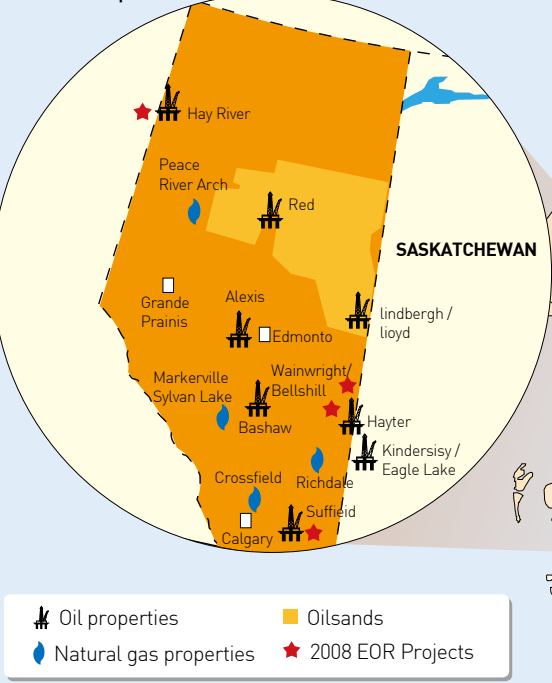 Hay River
Peace
River Arch
Red
SASKATCHEWAN
Grande
Prainis
Alexis
Edmonto
lindbergh /
lioyd
Wainwright/
Bellshill
Markerville
Sylvan Lake
Bashaw
Hayter
Kindersisy /
Eagle Lake
Richdale
Crossfield
Suffieid
Calgary
Oil properties
Oilsands
Natural gas properties
2008 EOR Projects